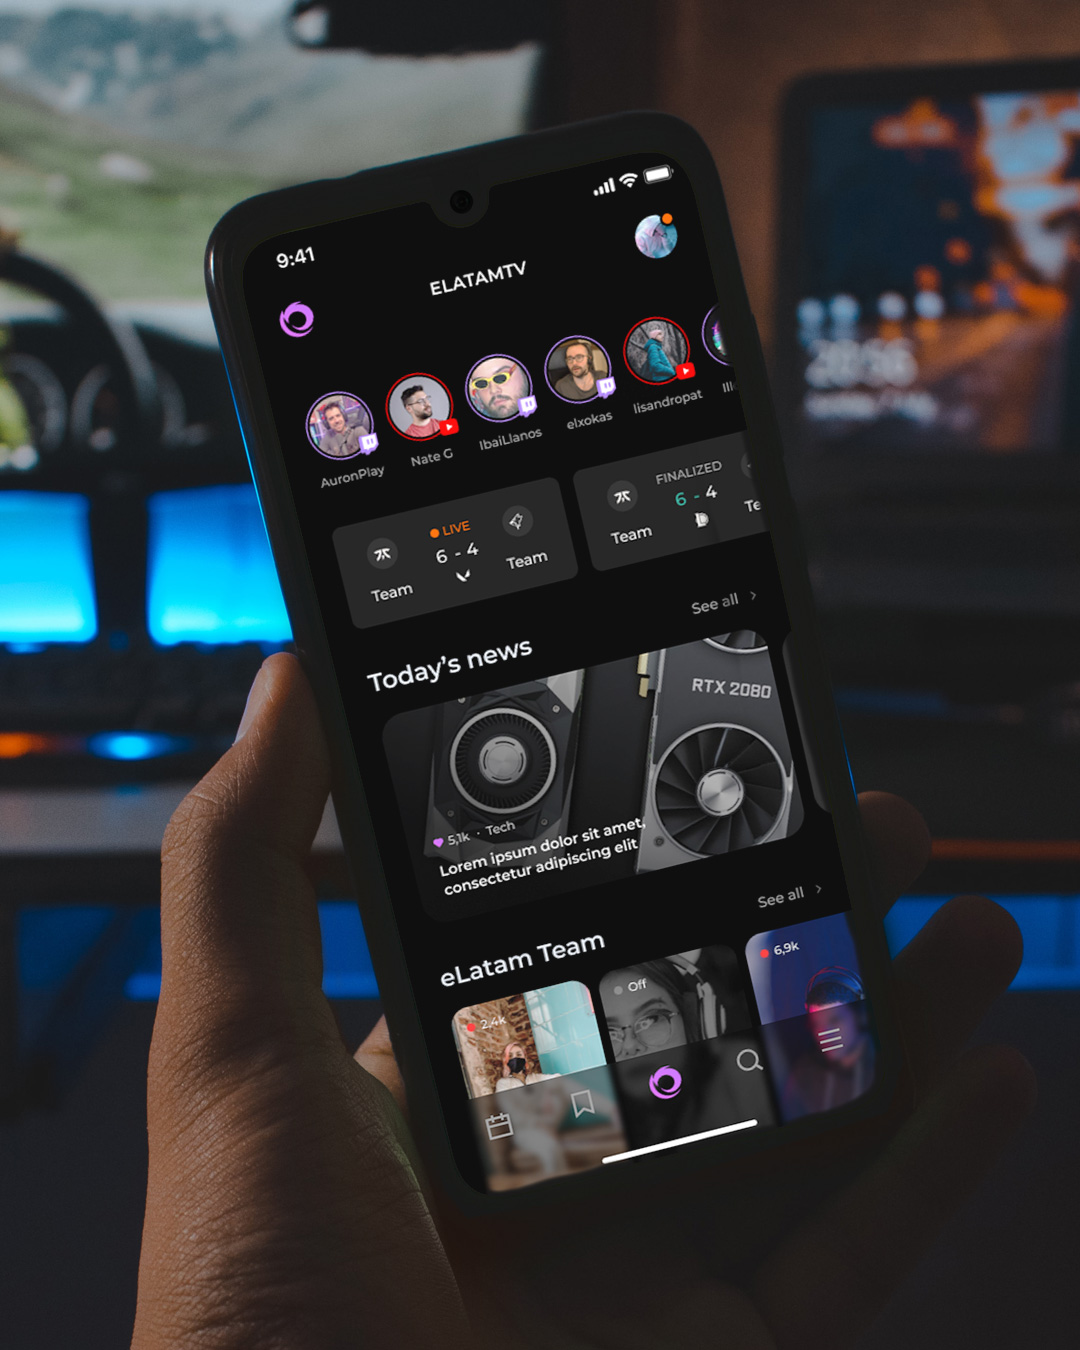 9:41
ELATAMTV
AuronPlay
Nate G
IbaiLlanos
elxokas
lisandropat
Team
LIVE
6 - 4
Team
Team
FINALIZED
6 - 4
See all
Today's news
RTX 2080
5,1k · Tech
Lorem ipsum dolor sit amet,
consectetur adipiscing elit
See all
eLatam Team
2,4k
Off
6,9k
20:56